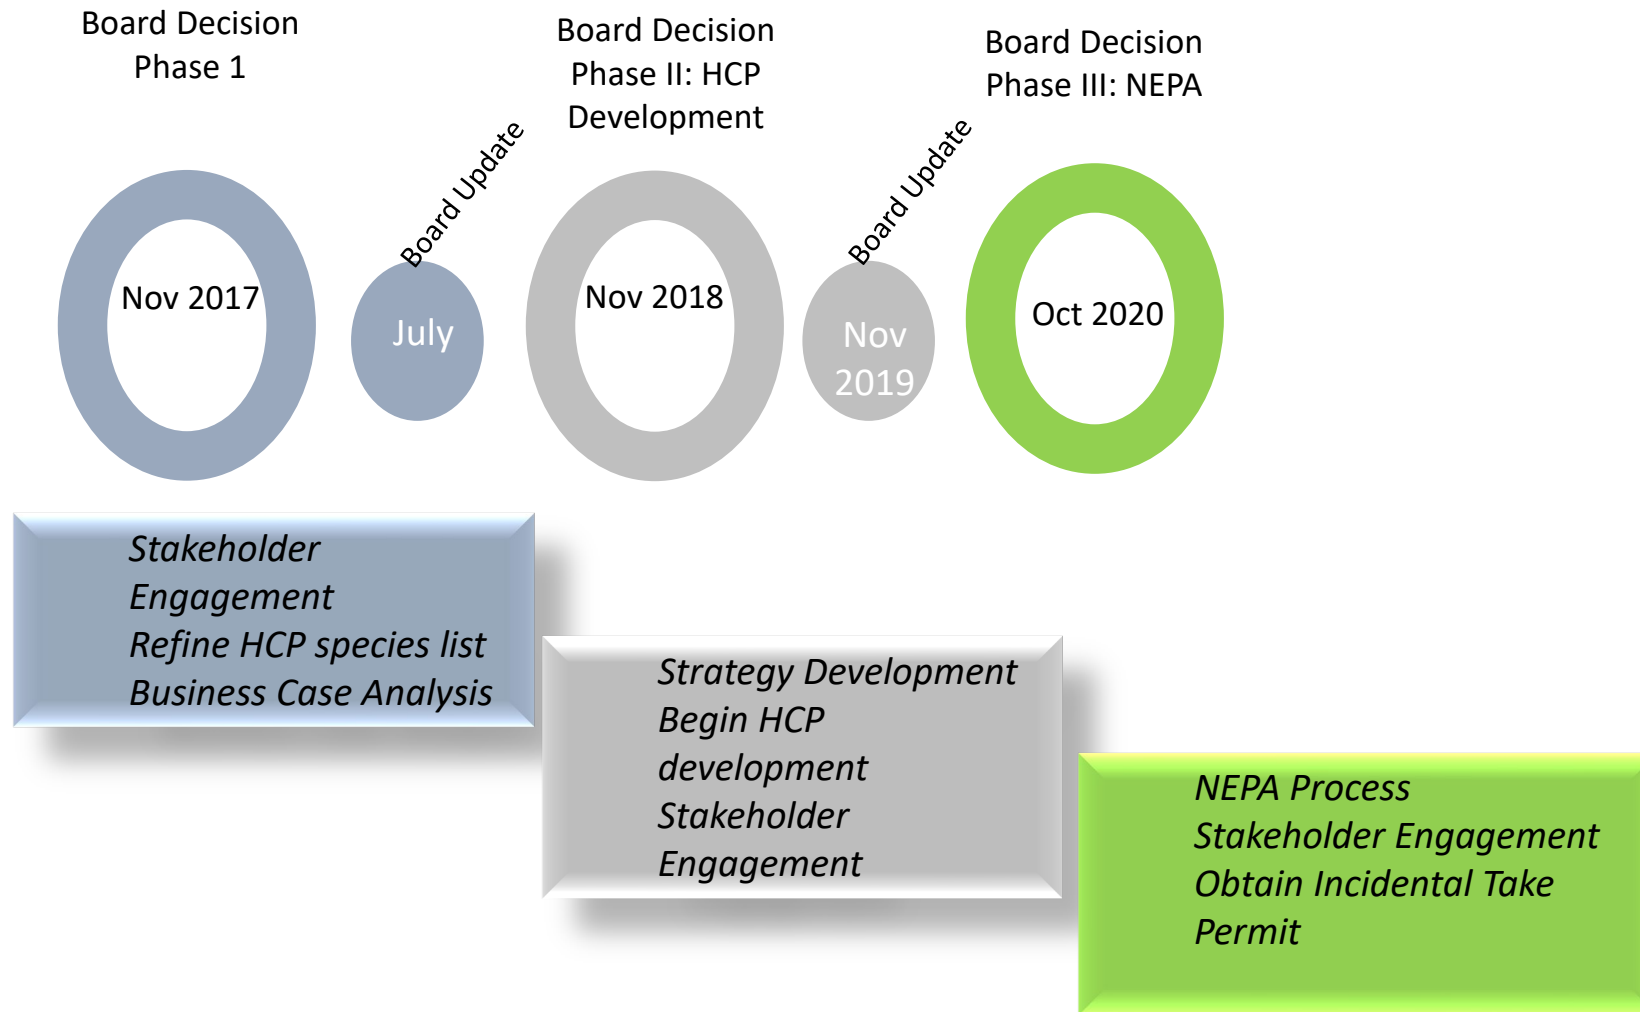 Board Decision
Phase 1
Board Update
Board Decision
Phase II: HCP
Development
Board Update
Board Decision
Phase III: NEPA
Nov 2017
July
Nov 2018
Nov
2019
Oct 2020
Stakeholder
Engagement
Refine HCP species list
Business Case Analysis
Strategy Development
Begin HCP
development
Stakeholder
Engagement
NEPA Process
Stakeholder Engagement
Obtain Incidental Take
Permit